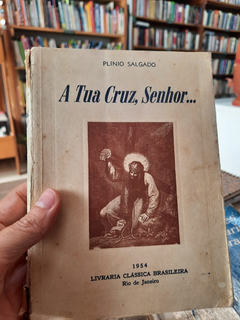 PLINIO SALGADO
A Tua Cruz, Senhor...
1954
LIVRARIA CLÁSSICA BRASILEIRA
Rio de Janeiro